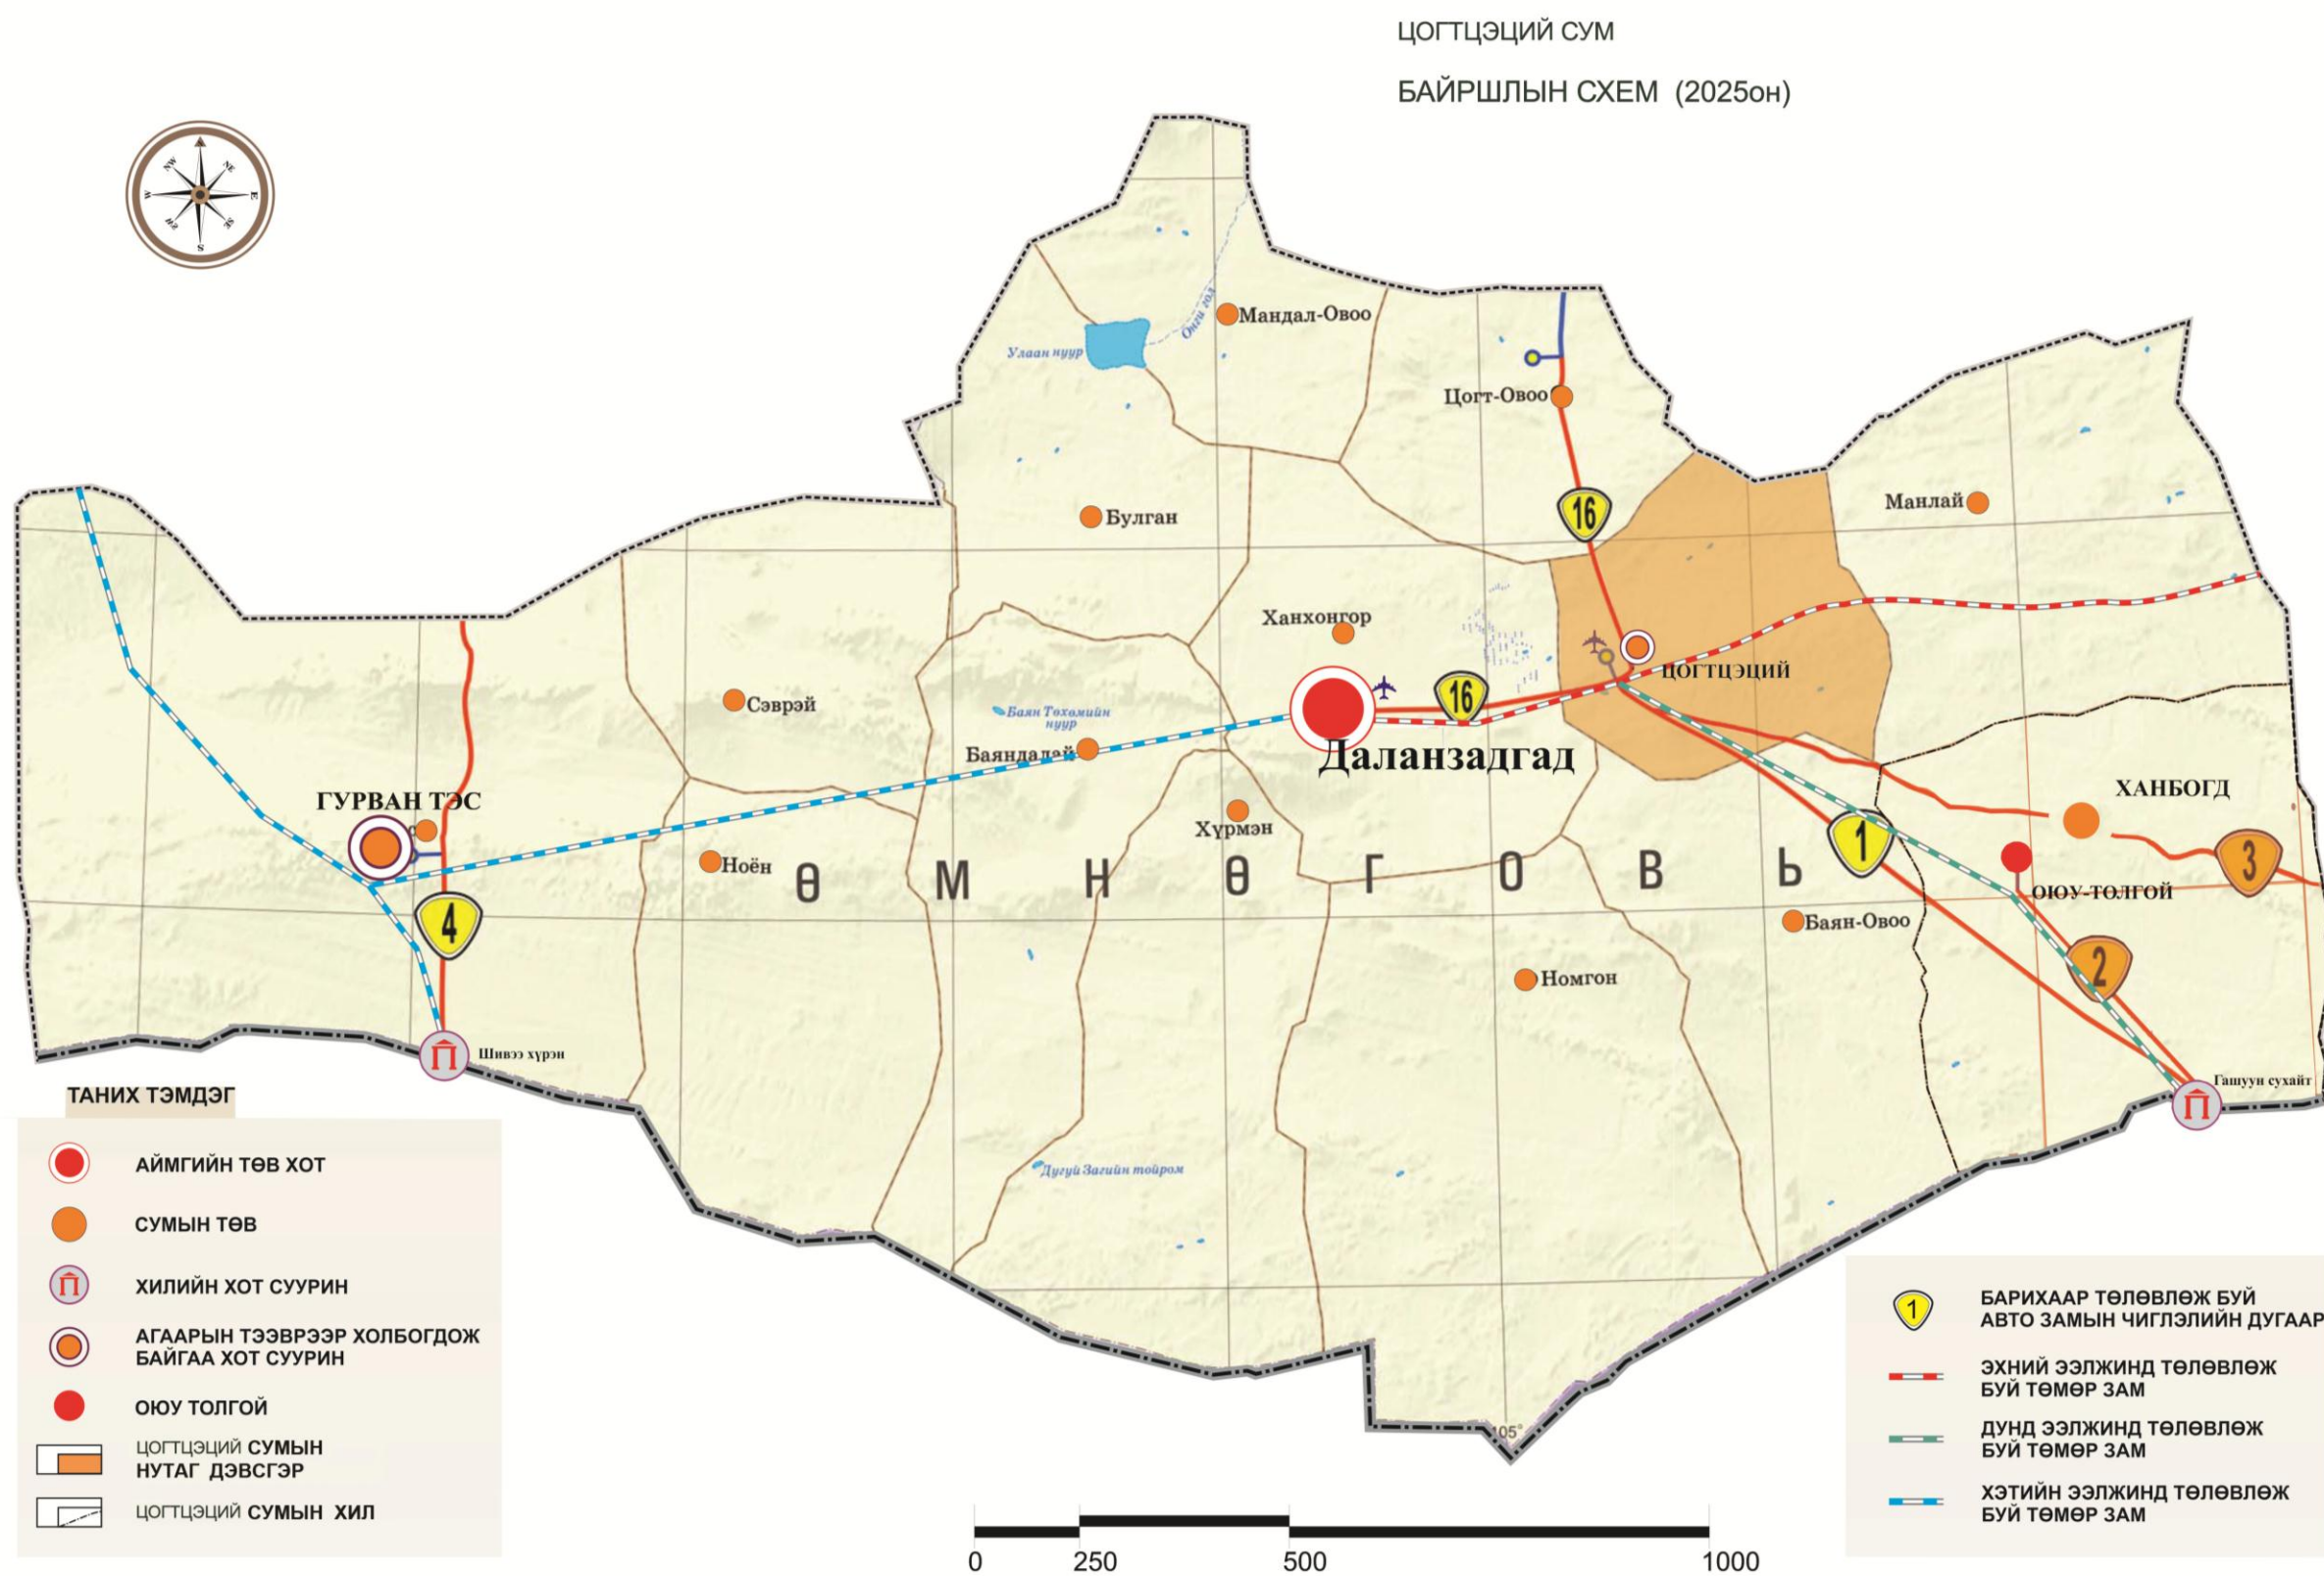 ЦОГТЦЭЦИЙ СУМ
БАЙРШЛЫН СХЕМ (2025он)
N
NE
E
SE
S
W
NW
Онги гол
Мандал-Овоо
Улаан нуур
Цогт-Овоо
16
Манлай
Булган
Ханхонгор
ЦОГТЦЭЦИЙ
16
Сэврэй
Баян Төхөмийн
нуур
Баяндалай
Даланзадгад
ГУРВАН ТЭС
ХАНБОГД
Хүрмэн
1
3
Ноён
Ө М Н Ө Г О В Ь
ОЮУ-ТОЛГОЙ
4
Баян-Овоо
2
Номгон
Шивээ хүрэн
Гашуун сухайт
Дугуй Загийн тойром
105°
ТАНИХ ТЭМДЭГ
АЙМГИЙН ТӨВ ХОТ
СУМЫН ТӨВ
ХИЛИЙН ХОТ СУУРИН
АГААРЫН ТЭЭВРЭЭР ХОЛБОГДОЖ
БАЙГАА ХОТ СУУРИН
ОЮУ ТОЛГОЙ
ЦОГТЦЭЦИЙ СУМЫН
НУТАГ ДЭВСГЭР
ЦОГТЦЭЦИЙ СУМЫН ХИЛ
1
БАРИХААР ТӨЛӨВЛӨЖ БУЙ
АВТО ЗАМЫН ЧИГЛЭЛИЙН ДУГААР
ЭХНИЙ ЭЭЛЖИНД ТӨЛӨВЛӨЖ
БУЙ ТӨМӨР ЗАМ
ДУНД ЭЭЛЖИНД ТӨЛӨВЛӨЖ
БУЙ ТӨМӨР ЗАМ
ХЭТИЙН ЭЭЛЖИНД ТӨЛӨВЛӨЖ
БУЙ ТӨМӨР ЗАМ
0 250 500 1000